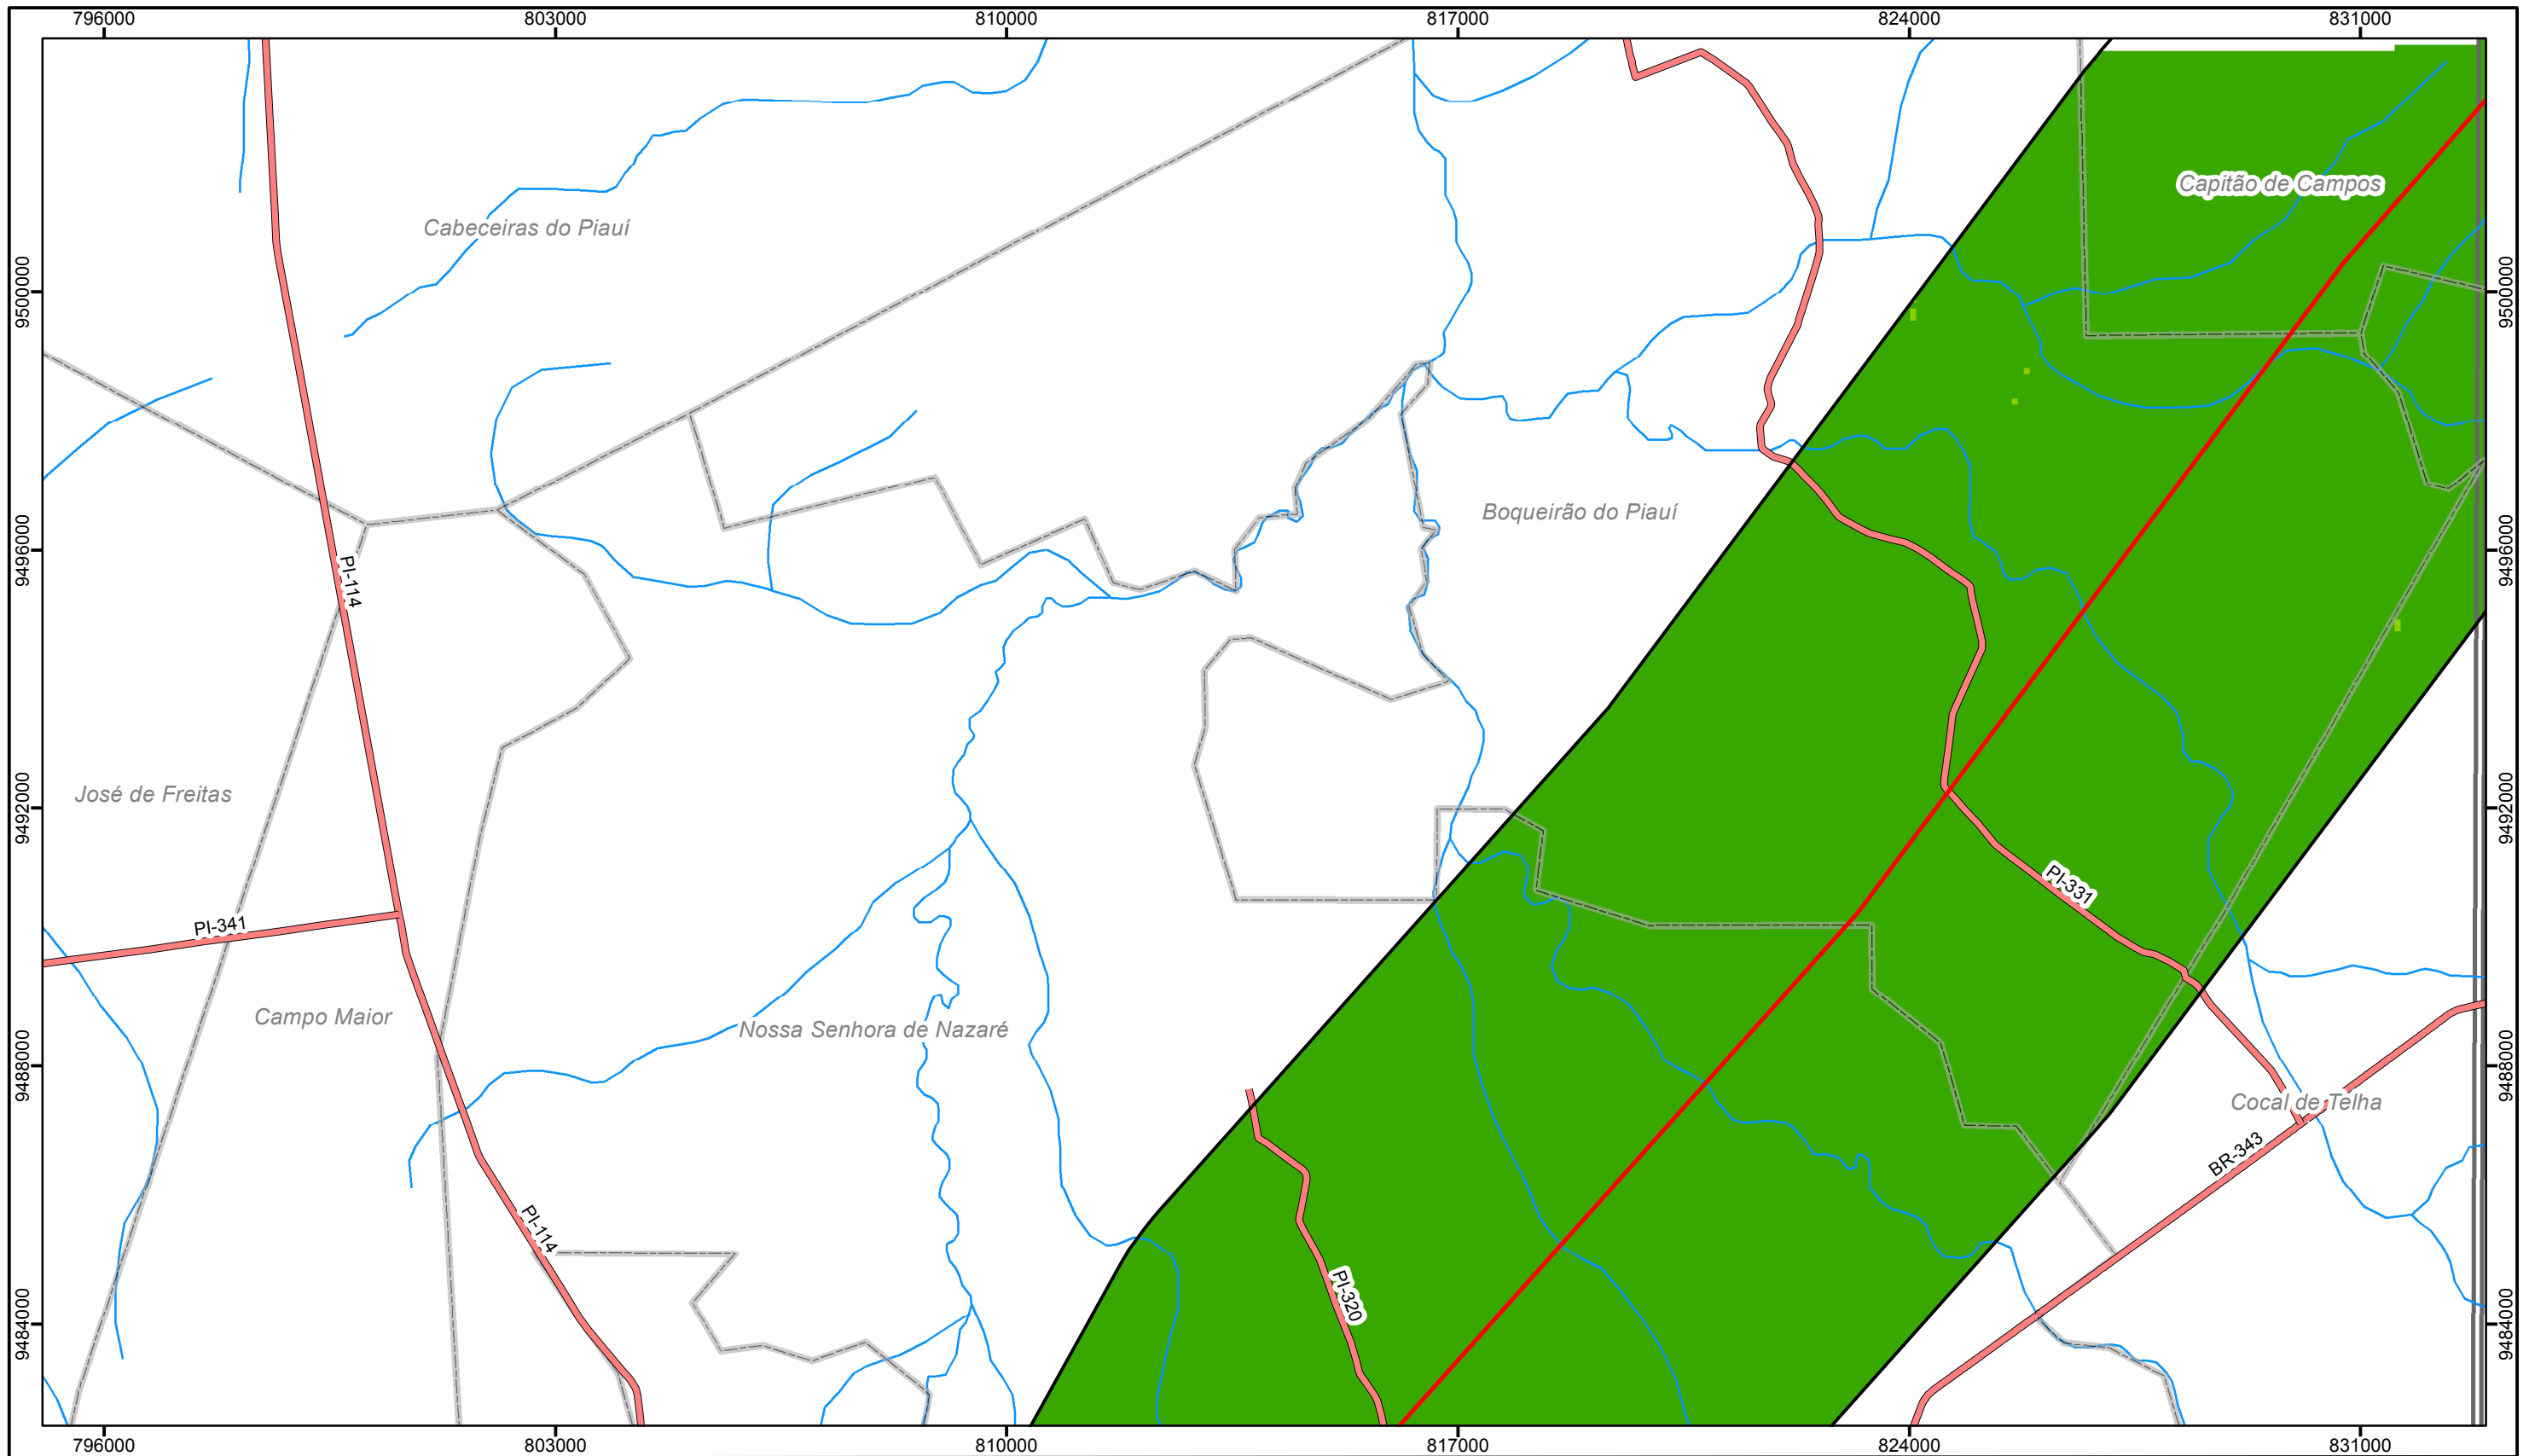 796000
803000
810000
817000
824000
831000
Capitão de Campos
Cabeceiras do Piauí
9500000
9500000
Boqueirão do Piauí
9496000
9496000
PI-114
José de Freitas
9492000
9492000
PI-331
PI-341
Campo Maior
Nossa Senhora de Nazaré
9488000
9488000
Cocal de Telha
BR-343
PI-114
PI-320
9484000
9484000
796000
803000
810000
817000
824000
831000